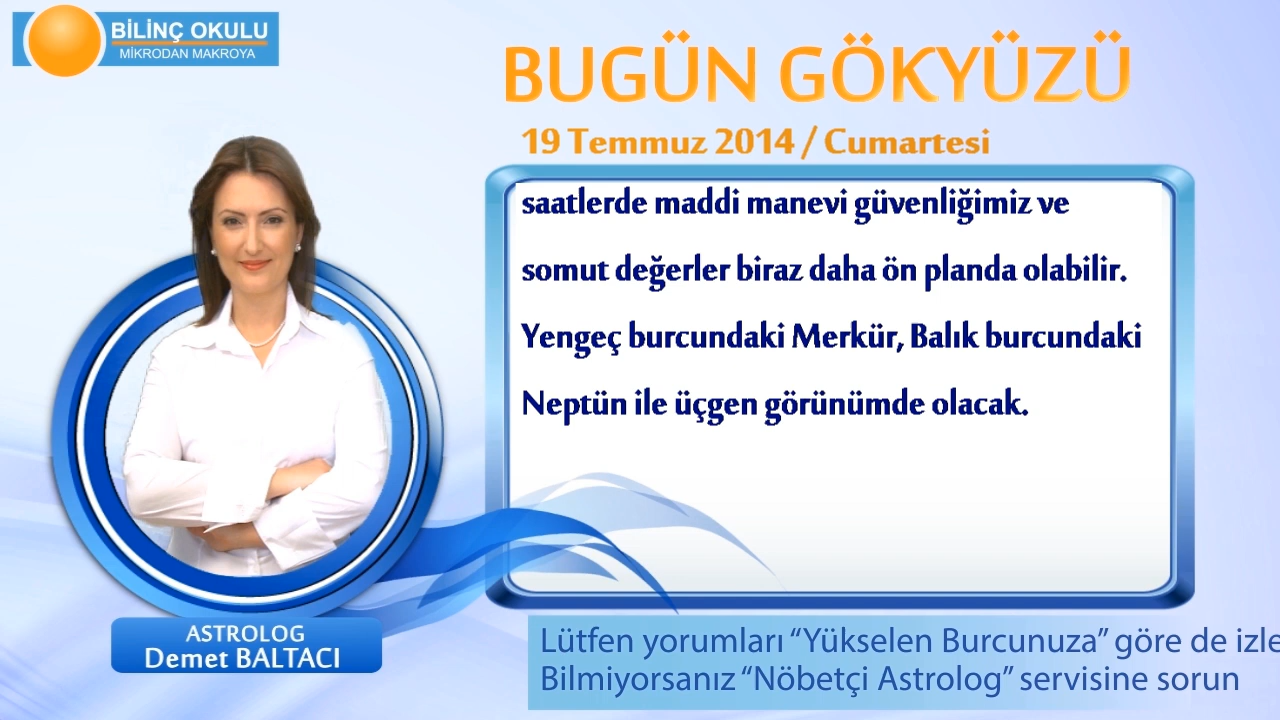 BİLİNÇ OKULU
MİKRODAN MAKROYA
BUGÜN GÖKYÜZÜ
19 Temmuz 2014 / Cumartesi
saatlerde maddi manevi güvenliğimiz ve
somut değerler biraz daha ön planda olabilir.
Yengeç burcundaki Merkür, Balık burcundaki
Neptün ile üçgen görünümde olacak.
ASTROLOG
Demet BALTACI
Lütfen yorumları “Yükselen Burcunuza” göre de izle
Bilmiyorsanız “Nöbetçi Astrolog” servisine sorun